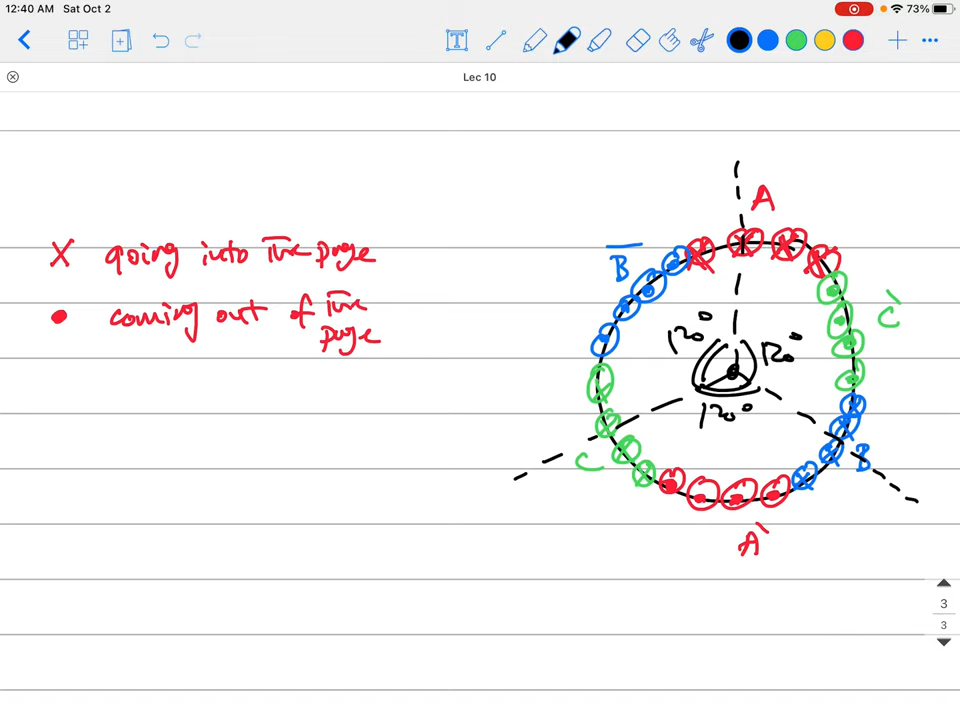 12:40 AM Sat Oct 2
73%
T
Lec 10
A
X going into the page
B
• coming out of the page
C'
120°
120°
120°
C
B
A'
3
3